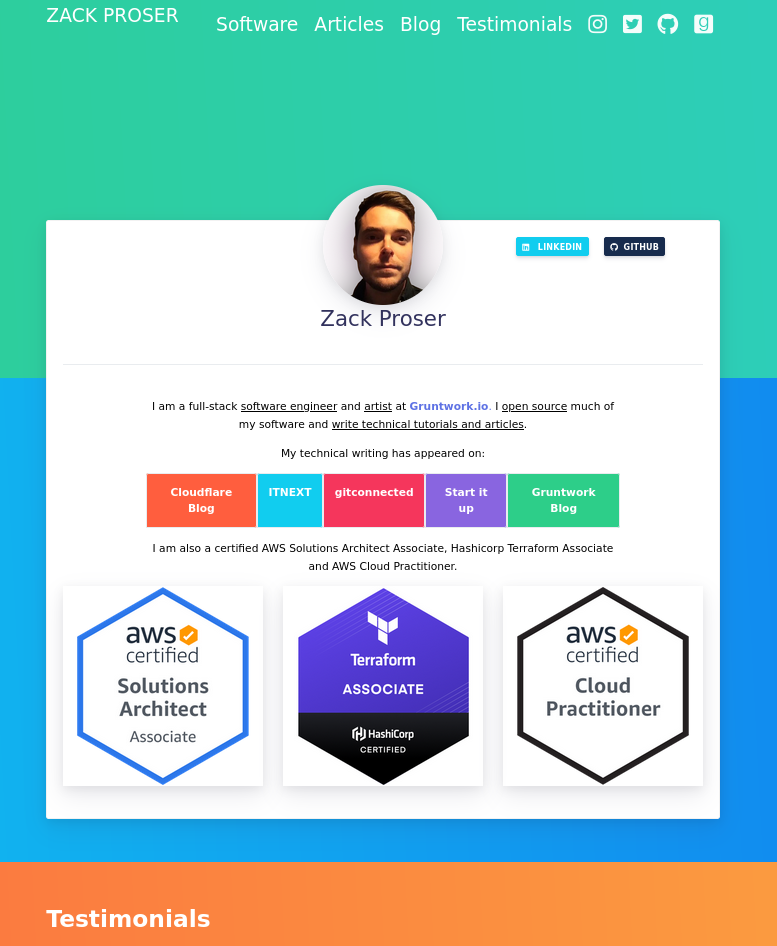 ZACK PROSER
Software Articles Blog Testimonials
LINKEDIN GITHUB
Zack Proser
I am a full-stack software engineer and artist at Gruntwork.io. I open source much of
my software and write technical tutorials and articles.
My technical writing has appeared on:
Cloudflare Blog
ITNEXT
gitconnected
Start it up
Gruntwork Blog
I am also a certified AWS Solutions Architect Associate, Hashicorp Terraform Associate
and AWS Cloud Practitioner.
aws
certified
Solutions
Architect
Associate
Terraform
ASSOCIATE
HashiCorp
CERTIFIED
aws
certified
Cloud
Practitioner
Testimonials